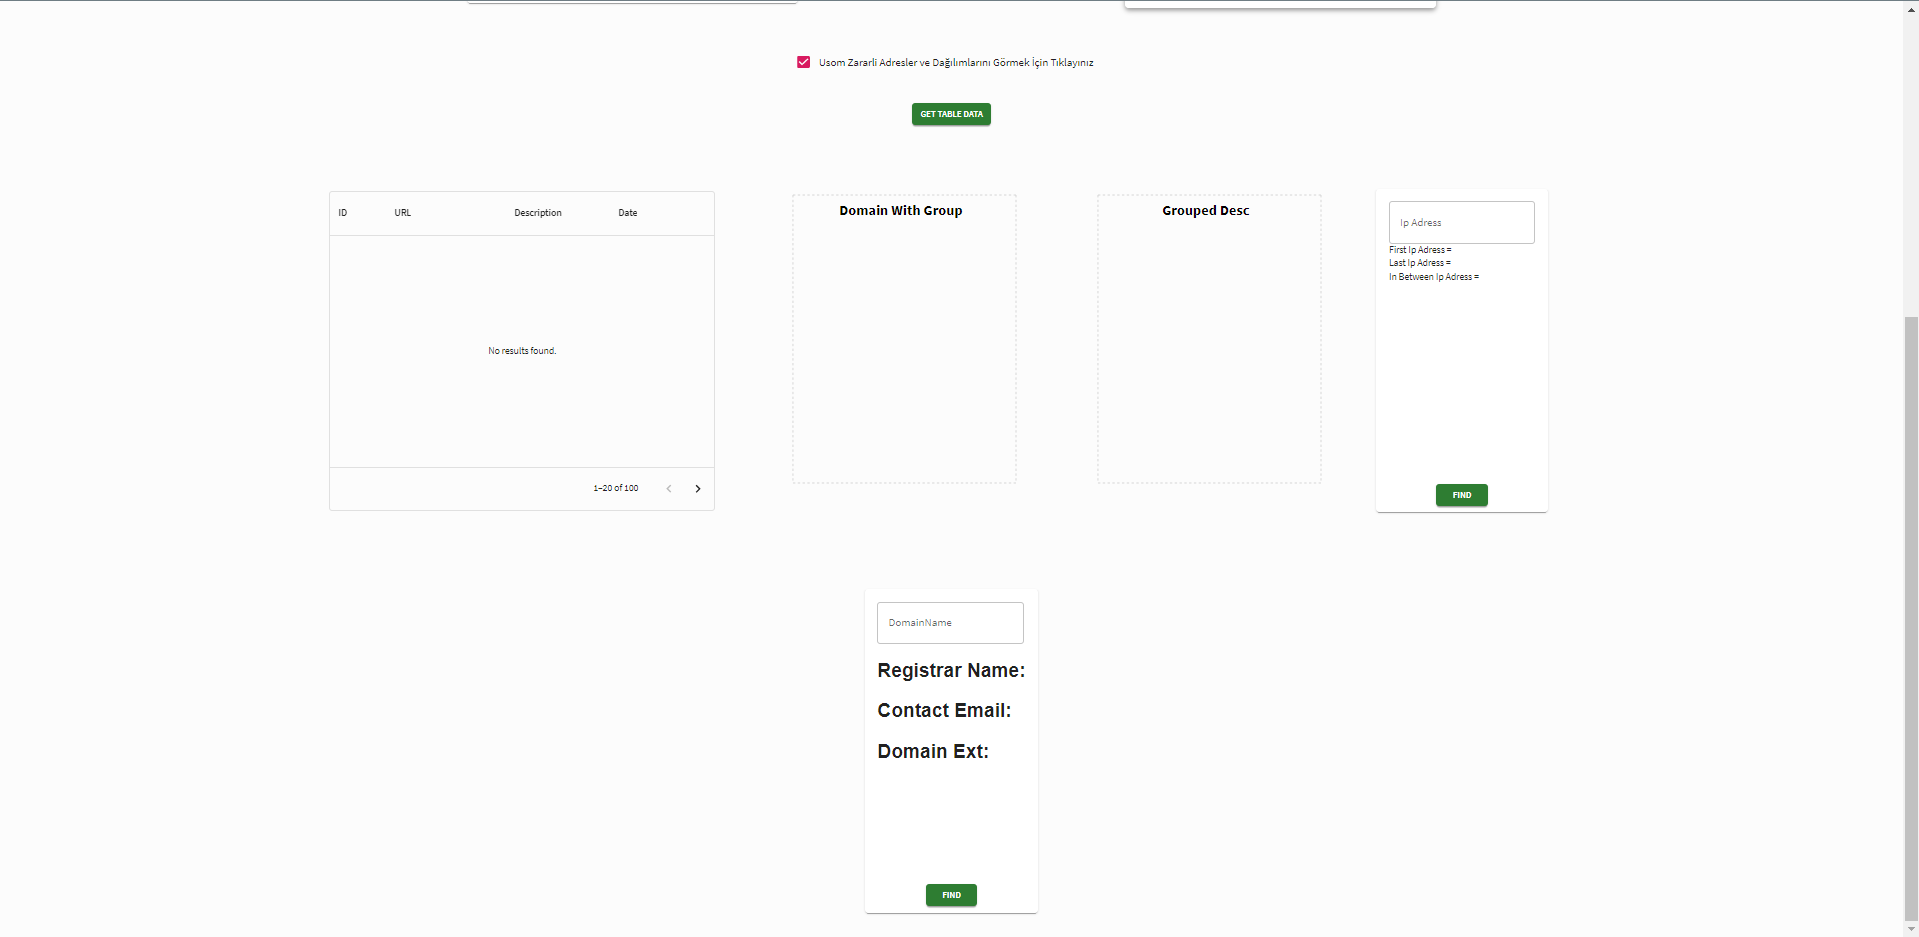 Usom Zararli Adresler ve Dağılımlarını Görmek İçin Tıklayınız
GET TABLE DATA
ID URL Description Date
No results found.
1–20 of 100
Domain With Group
Grouped Desc
Ip Adress
First Ip Adress =
Last Ip Adress =
In Between Ip Adress =
FIND
DomainName
Registrar Name:
Contact Email:
Domain Ext:
FIND